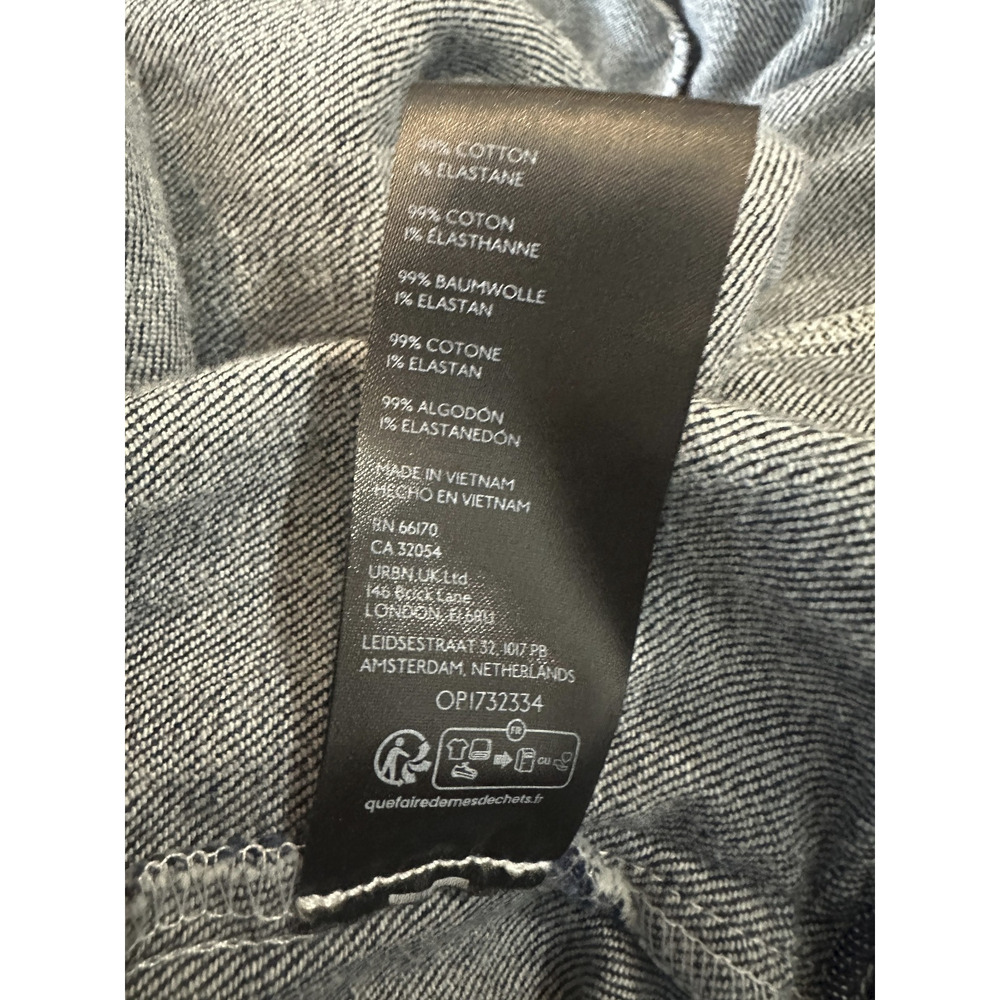 99% COTTON
1% ELASTANE
99% COTON
1% ÉLASTHANNE
99% BAUMWOLLE
1% ELASTAN
99% COTONE
1% ELASTAN
99% ALGODÓN
1% ELASTANEDÓN
MADE IN VIETNAM
HECHO EN VIETNAM
RN 66170
CA 32054
URBN UK Ltd
146 Brick Lane
LONDON, E1 6RU
LEIDSESTRAAT 32, 1017 PB
AMSTERDAM, NETHERLANDS
OP1732334
FR
OU
quefairedemesdechets.fr